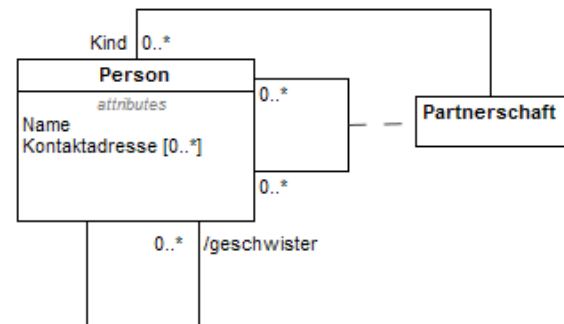 Kind 0..*
Person
attributes
Name
Kontaktadresse [0..*]
0..*
0..*
Partnerschaft
0..* /geschwister